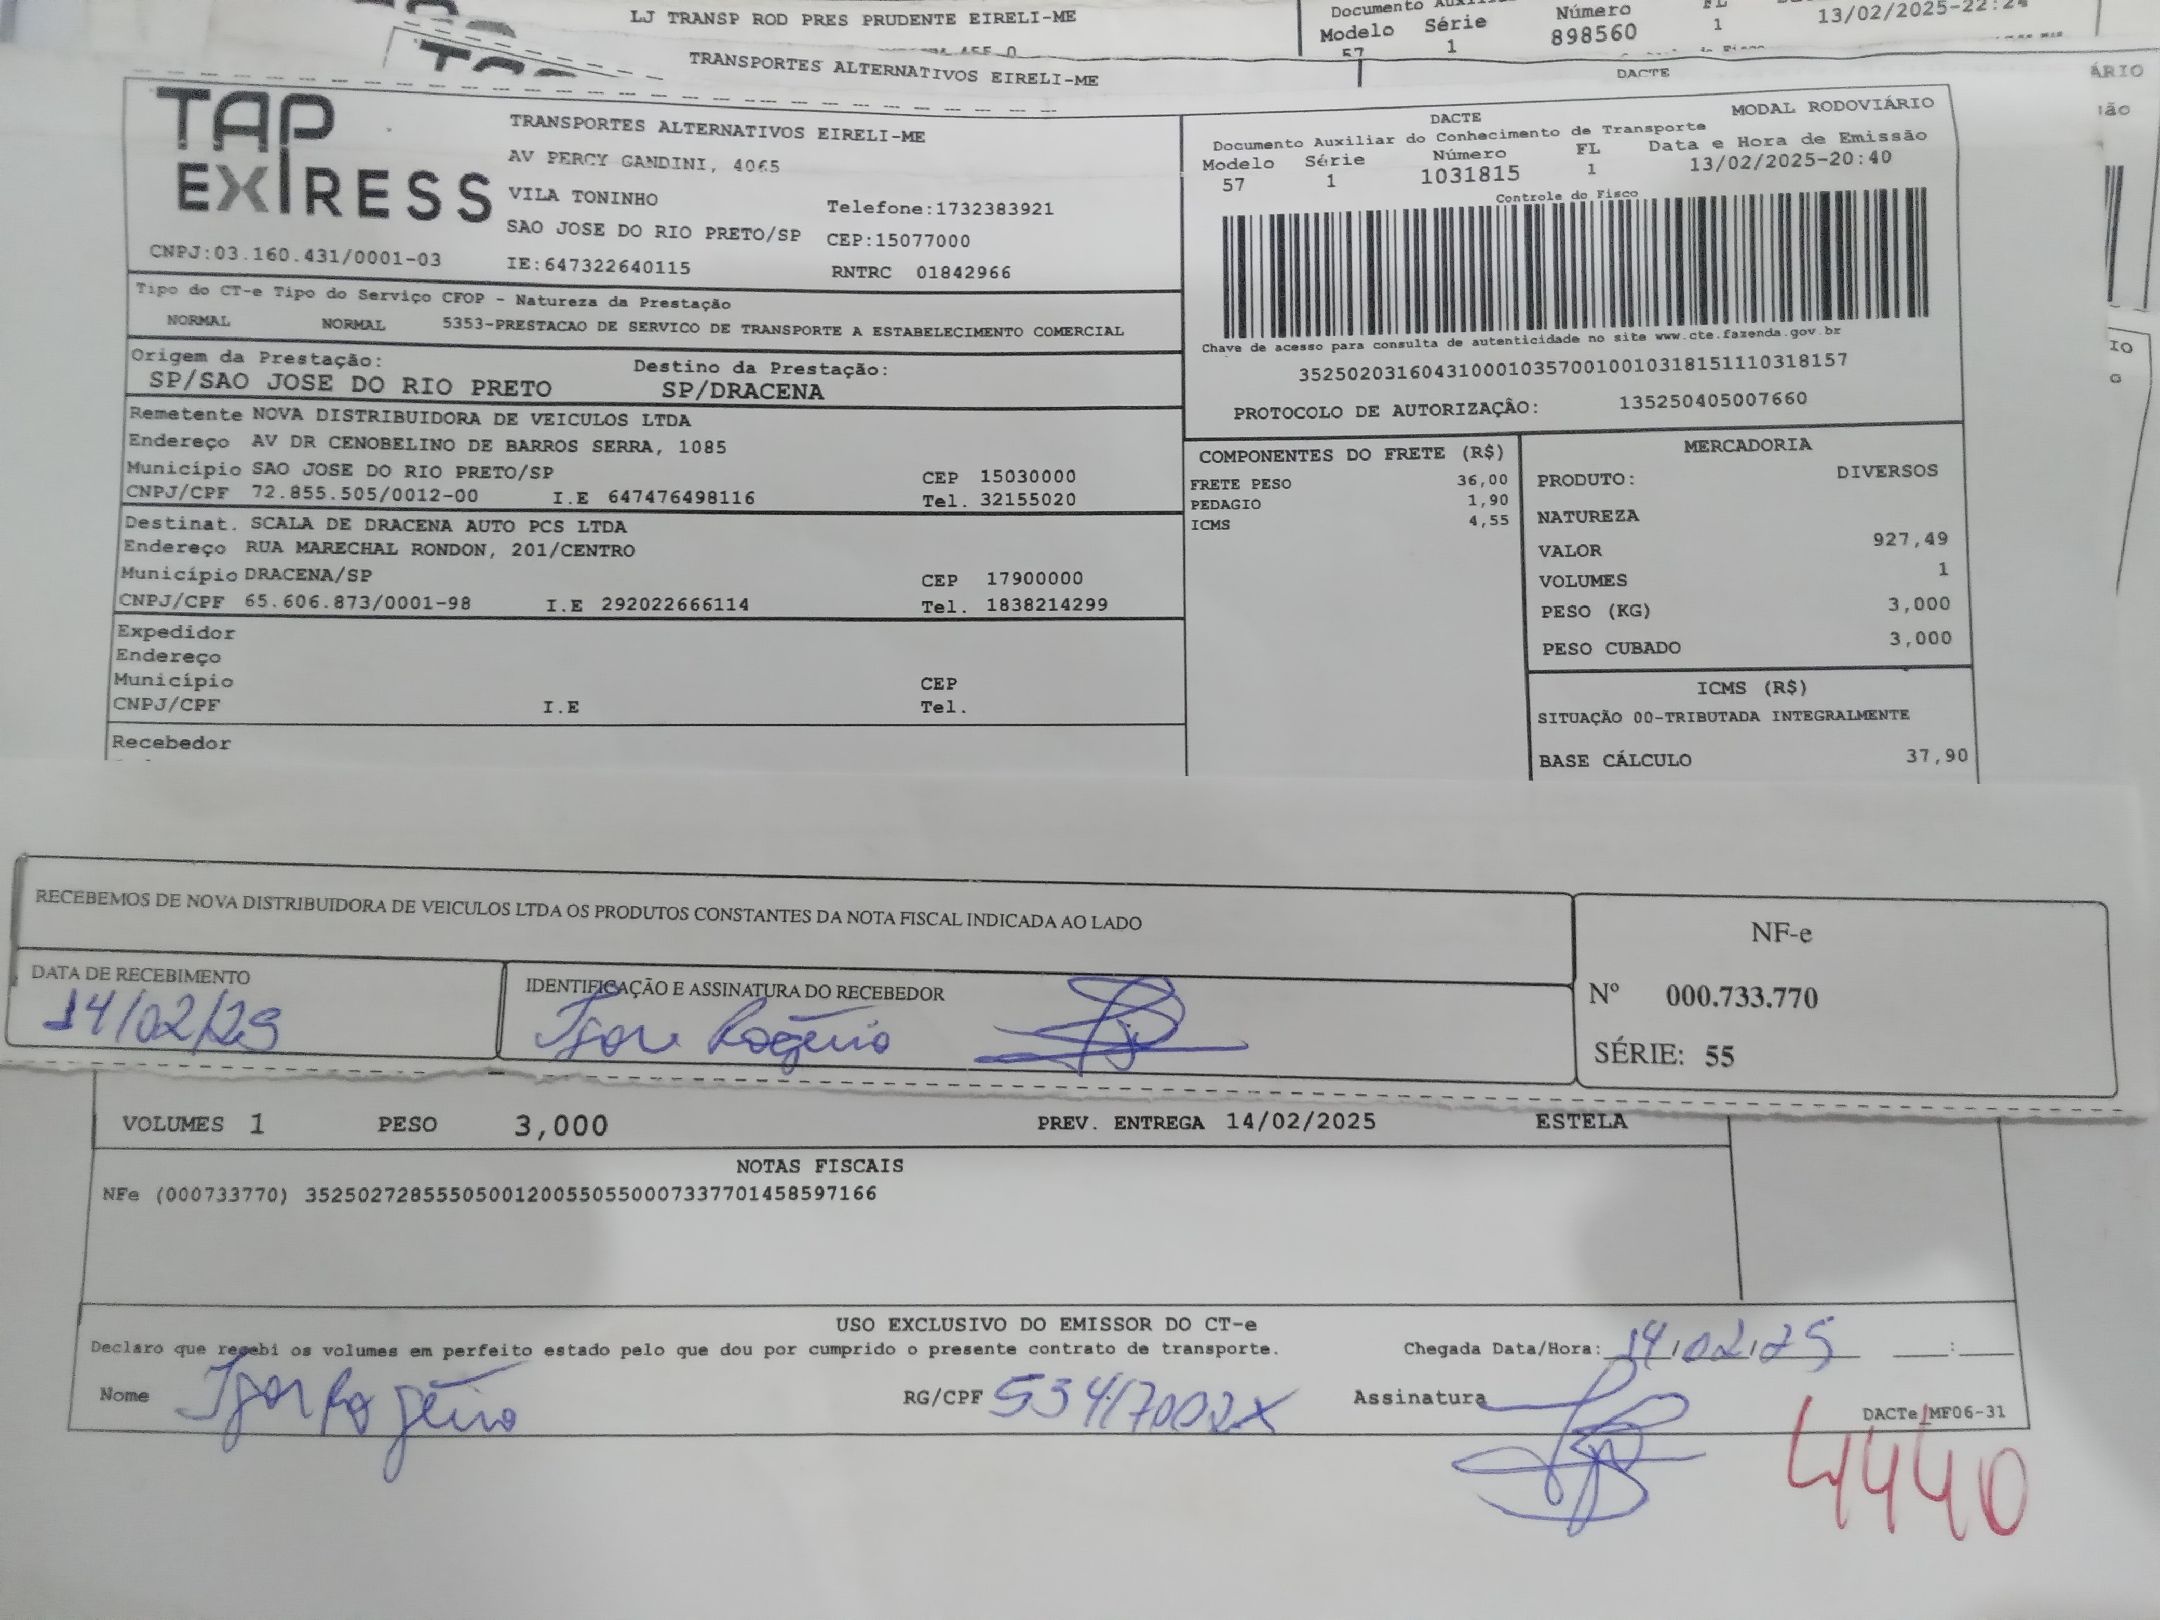 LJ TRANSP ROD PRES PRUDENTE EIRELI-ME
Modelo Série Número FL 13/02/2025-22:24
57 1 898560 1
TRANSPORTES ALTERNATIVOS EIRELI-ME
DACTE
ÁRIO
TAP EXPRESS
TRANSPORTES ALTERNATIVOS EIRELI-ME
AV PERCY GANDINI, 4065
VILA TONINHO Telefone:1732383921
SAO JOSE DO RIO PRETO/SP CEP:15077000
CNPJ:03.160.431/0001-03 IE:647322640115 RNTRC 01842966
DACTE MODAL RODOVIÁRIO
Documento Auxiliar do Conhecimento de Transporte
Modelo Série Número FL Data e Hora de Emissão
57 1 1031815 1 13/02/2025-20:40
Controle do Fisco
Chave de acesso para consulta de autenticidade no site www.cte.fazenda.gov.br
35250203160431000103570010010318151110318157
PROTOCOLO DE AUTORIZAÇÃO: 135250405007660
Tipo do CT-e Tipo do Serviço CFOP - Natureza da Prestação
NORMAL NORMAL 5353-PRESTACAO DE SERVICO DE TRANSPORTE A ESTABELECIMENTO COMERCIAL
Origem da Prestação: Destino da Prestação:
SP/SAO JOSE DO RIO PRETO SP/DRACENA
Remetente NOVA DISTRIBUIDORA DE VEICULOS LTDA
Endereço AV DR CENOBELINO DE BARROS SERRA, 1085
Município SAO JOSE DO RIO PRETO/SP CEP 15030000
CNPJ/CPF 72.855.505/0012-00 I.E 647476498116 Tel. 32155020
Destinat. SCALA DE DRACENA AUTO PCS LTDA
Endereço RUA MARECHAL RONDON, 201/CENTRO
Município DRACENA/SP CEP 17900000
CNPJ/CPF 65.606.873/0001-98 I.E 292022666114 Tel. 1838214299
Expedidor
Endereço
Município CEP
CNPJ/CPF I.E Tel.
Recebedor
COMPONENTES DO FRETE (R$)
FRETE PESO 36,00
PEDAGIO 1,90
ICMS 4,55
MERCADORIA
PRODUTO: DIVERSOS
NATUREZA
VALOR 927,49
VOLUMES 1
PESO (KG) 3,000
PESO CUBADO 3,000
ICMS (R$)
SITUAÇÃO 00-TRIBUTADA INTEGRALMENTE
BASE CÁLCULO 37,90
RECEBEMOS DE NOVA DISTRIBUIDORA DE VEICULOS LTDA OS PRODUTOS CONSTANTES DA NOTA FISCAL INDICADA AO LADO
DATA DE RECEBIMENTO
14/02/25
IDENTIFICAÇÃO E ASSINATURA DO RECEBEDOR
Igor Rogério
NF-e
Nº 000.733.770
SÉRIE: 55
VOLUMES 1 PESO 3,000 PREV. ENTREGA 14/02/2025 ESTELA
NOTAS FISCAIS
NFe (000733770) 35250272855505001200550550007337701458597166
USO EXCLUSIVO DO EMISSOR DO CT-e
Declaro que recebi os volumes em perfeito estado pelo que dou por cumprido o presente contrato de transporte. Chegada Data/Hora: 14/02/25 :
Nome Igor Rogério RG/CPF 53417002X Assinatura
DACTe_MF06-31
4440